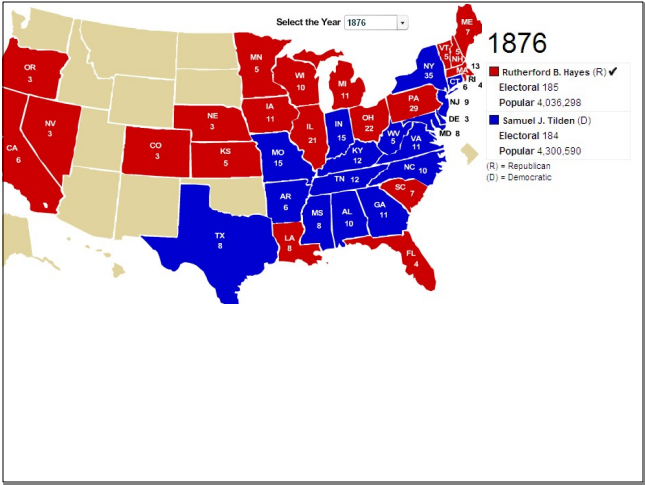 Select the Year 1876
1876
Rutherford B. Hayes (R) ✔
Electoral 185
Popular 4,036,298
Samuel J. Tilden (D)
Electoral 184
Popular 4,300,590
(R) = Republican
(D) = Democratic
ME
7
VT
5
5
NH
MA
13
RI
4
CT
6
NY
35
NJ 9
DE 3
MD 8
PA
29
OR
3
NV
3
CA
6
CO
3
NE
3
KS
5
MN
5
IA
11
WI
10
MI
11
IL
21
IN
15
OH
22
WV
5
VA
11
KY
12
MO
15
TN 12
NC 10
SC 7
AR
6
MS
8
AL
10
GA
11
TX
8
LA
8
FL
4